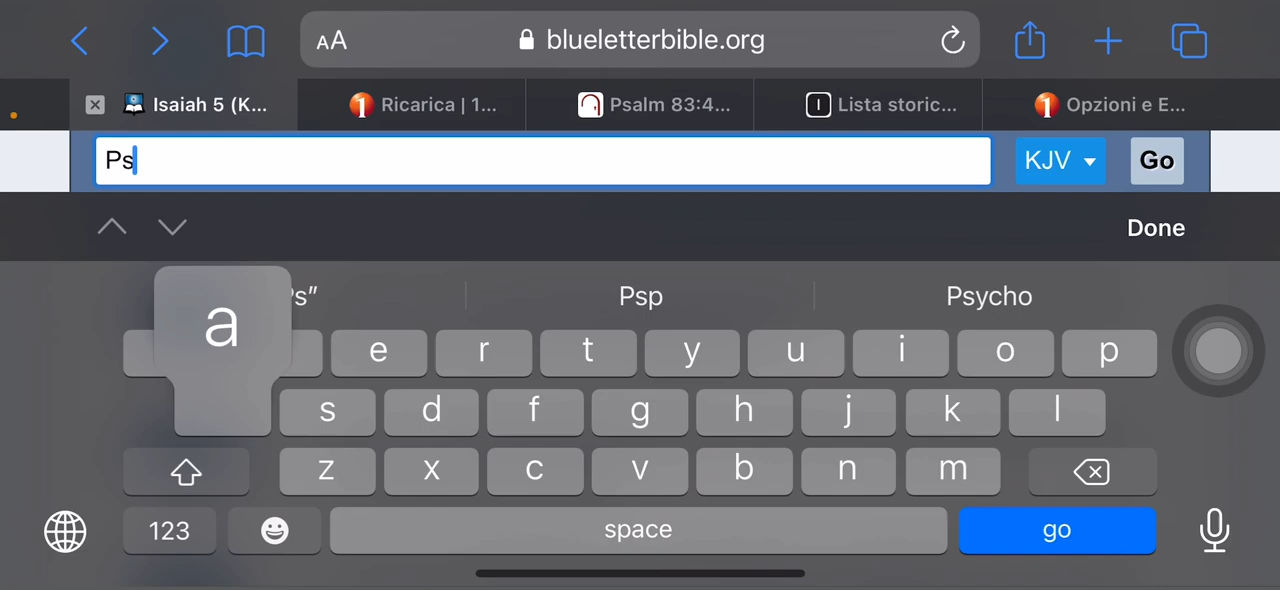 AA blueletterbible.org
Isaiah 5 (K... Ricarica | 1... Psalm 83:4... I Lista storic... Opzioni e E...
Ps KJV Go
Done
s” Psp Psycho
a
e r t y u i o p
s d f g h j k l
z x c v b n m
123 space go